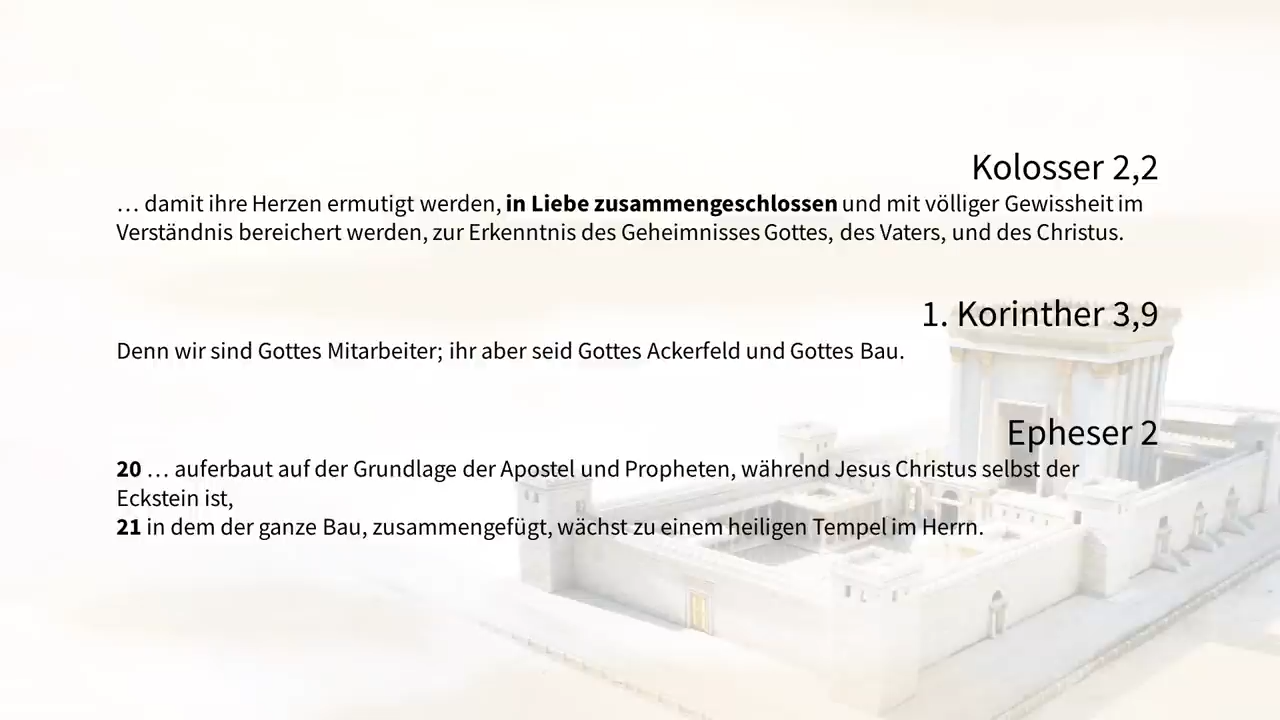 Kolosser 2,2
… damit ihre Herzen ermutigt werden, in Liebe zusammengeschlossen und mit völliger Gewissheit im
Verständnis bereichert werden, zur Erkenntnis des Geheimnisses Gottes, des Vaters, und des Christus.
1. Korinther 3,9
Denn wir sind Gottes Mitarbeiter; ihr aber seid Gottes Ackerfeld und Gottes Bau.
Epheser 2
20 … auferbaut auf der Grundlage der Apostel und Propheten, während Jesus Christus selbst der
Eckstein ist,
21 in dem der ganze Bau, zusammengefügt, wächst zu einem heiligen Tempel im Herrn.